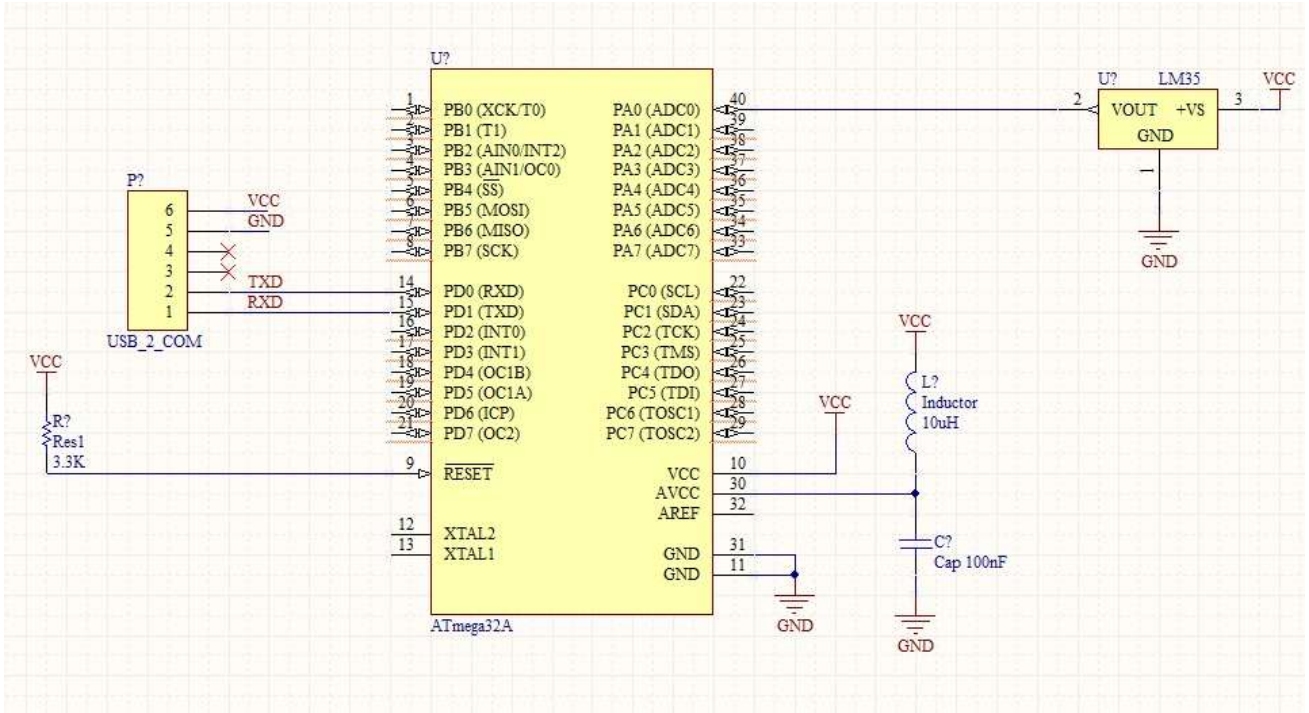 U?
1 PB0 (XCK/T0) PA0 (ADC0) 40
2 PB1 (T1) PA1 (ADC1) 39
3 PB2 (AIN0/INT2) PA2 (ADC2) 38
4 PB3 (AIN1/OC0) PA3 (ADC3) 37
5 PB4 (SS) PA4 (ADC4) 36
6 PB5 (MOSI) PA5 (ADC5) 35
7 PB6 (MISO) PA6 (ADC6) 34
8 PB7 (SCK) PA7 (ADC7) 33
14 PD0 (RXD) PC0 (SCL) 22
15 PD1 (TXD) PC1 (SDA) 23
16 PD2 (INT0) PC2 (TCK) 24
17 PD3 (INT1) PC3 (TMS) 25
18 PD4 (OC1B) PC4 (TDO) 26
19 PD5 (OC1A) PC5 (TDI) 27
20 PD6 (ICP) PC6 (TOSC1) 28
21 PD7 (OC2) PC7 (TOSC2) 29
9 RESET VCC 10
AVCC 30
AREF 32
12 XTAL2
13 XTAL1 GND 31
GND 11
ATmega32A
GND
VCC
P?
6 VCC
5 GND
4
3
2 TXD
1 RXD
USB_2_COM
VCC
R?
Res1
3.3K
U? LM35
VCC
2 VOUT +VS 3
GND
1
GND
VCC
L?
Inductor
10uH
C?
Cap 100nF
GND